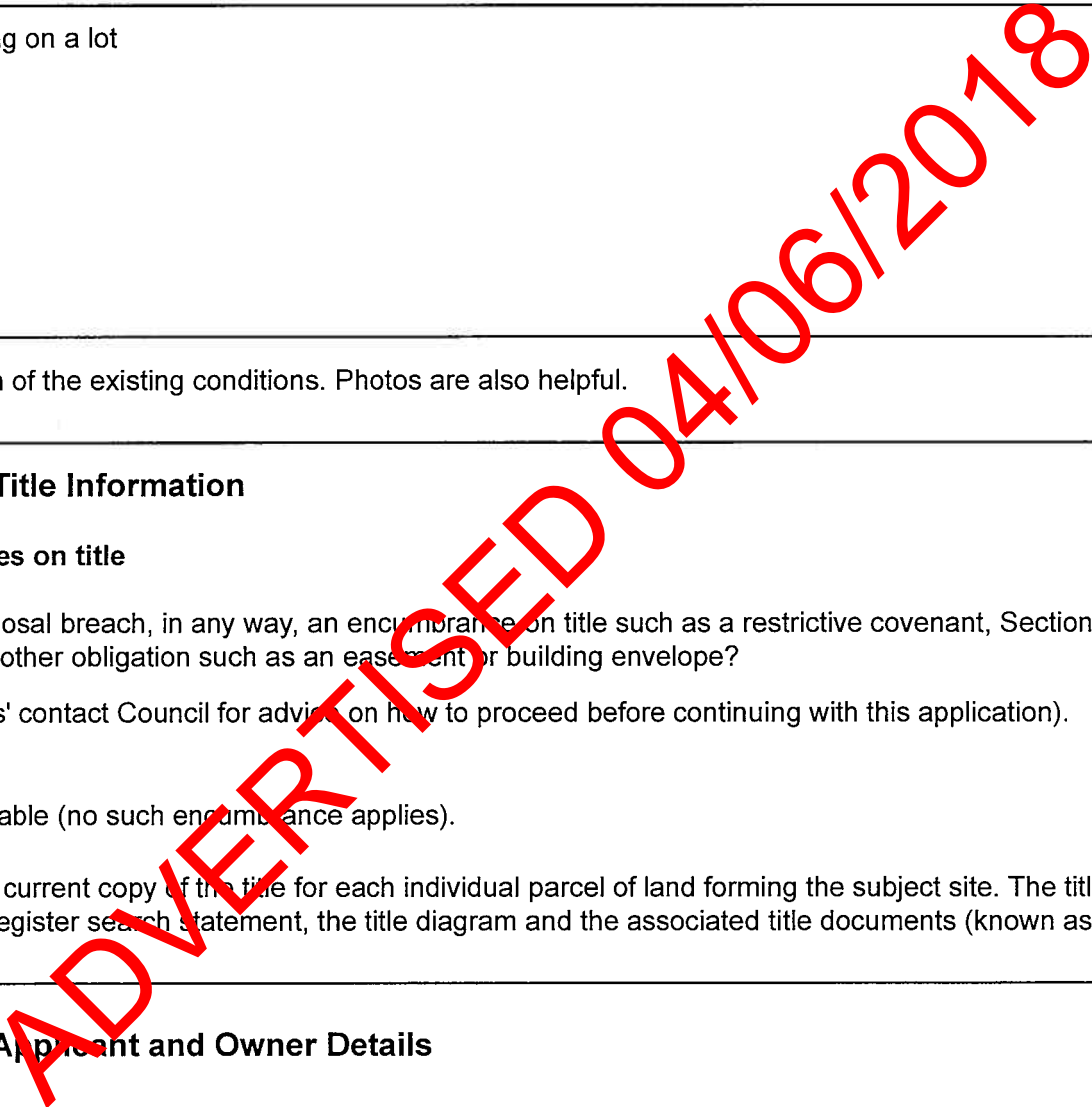 g on a lot
of the existing conditions. Photos are also helpful.
Title Information
es on title
osal breach, in any way, an encumbrance on title such as a restrictive covenant, Section
other obligation such as an easement or building envelope?
s' contact Council for advice on how to proceed before continuing with this application).
able (no such encumbrance applies).
current copy of the title for each individual parcel of land forming the subject site. The titl
egister search statement, the title diagram and the associated title documents (known as
Applicant and Owner Details
ADVERTISED 04/06/2018